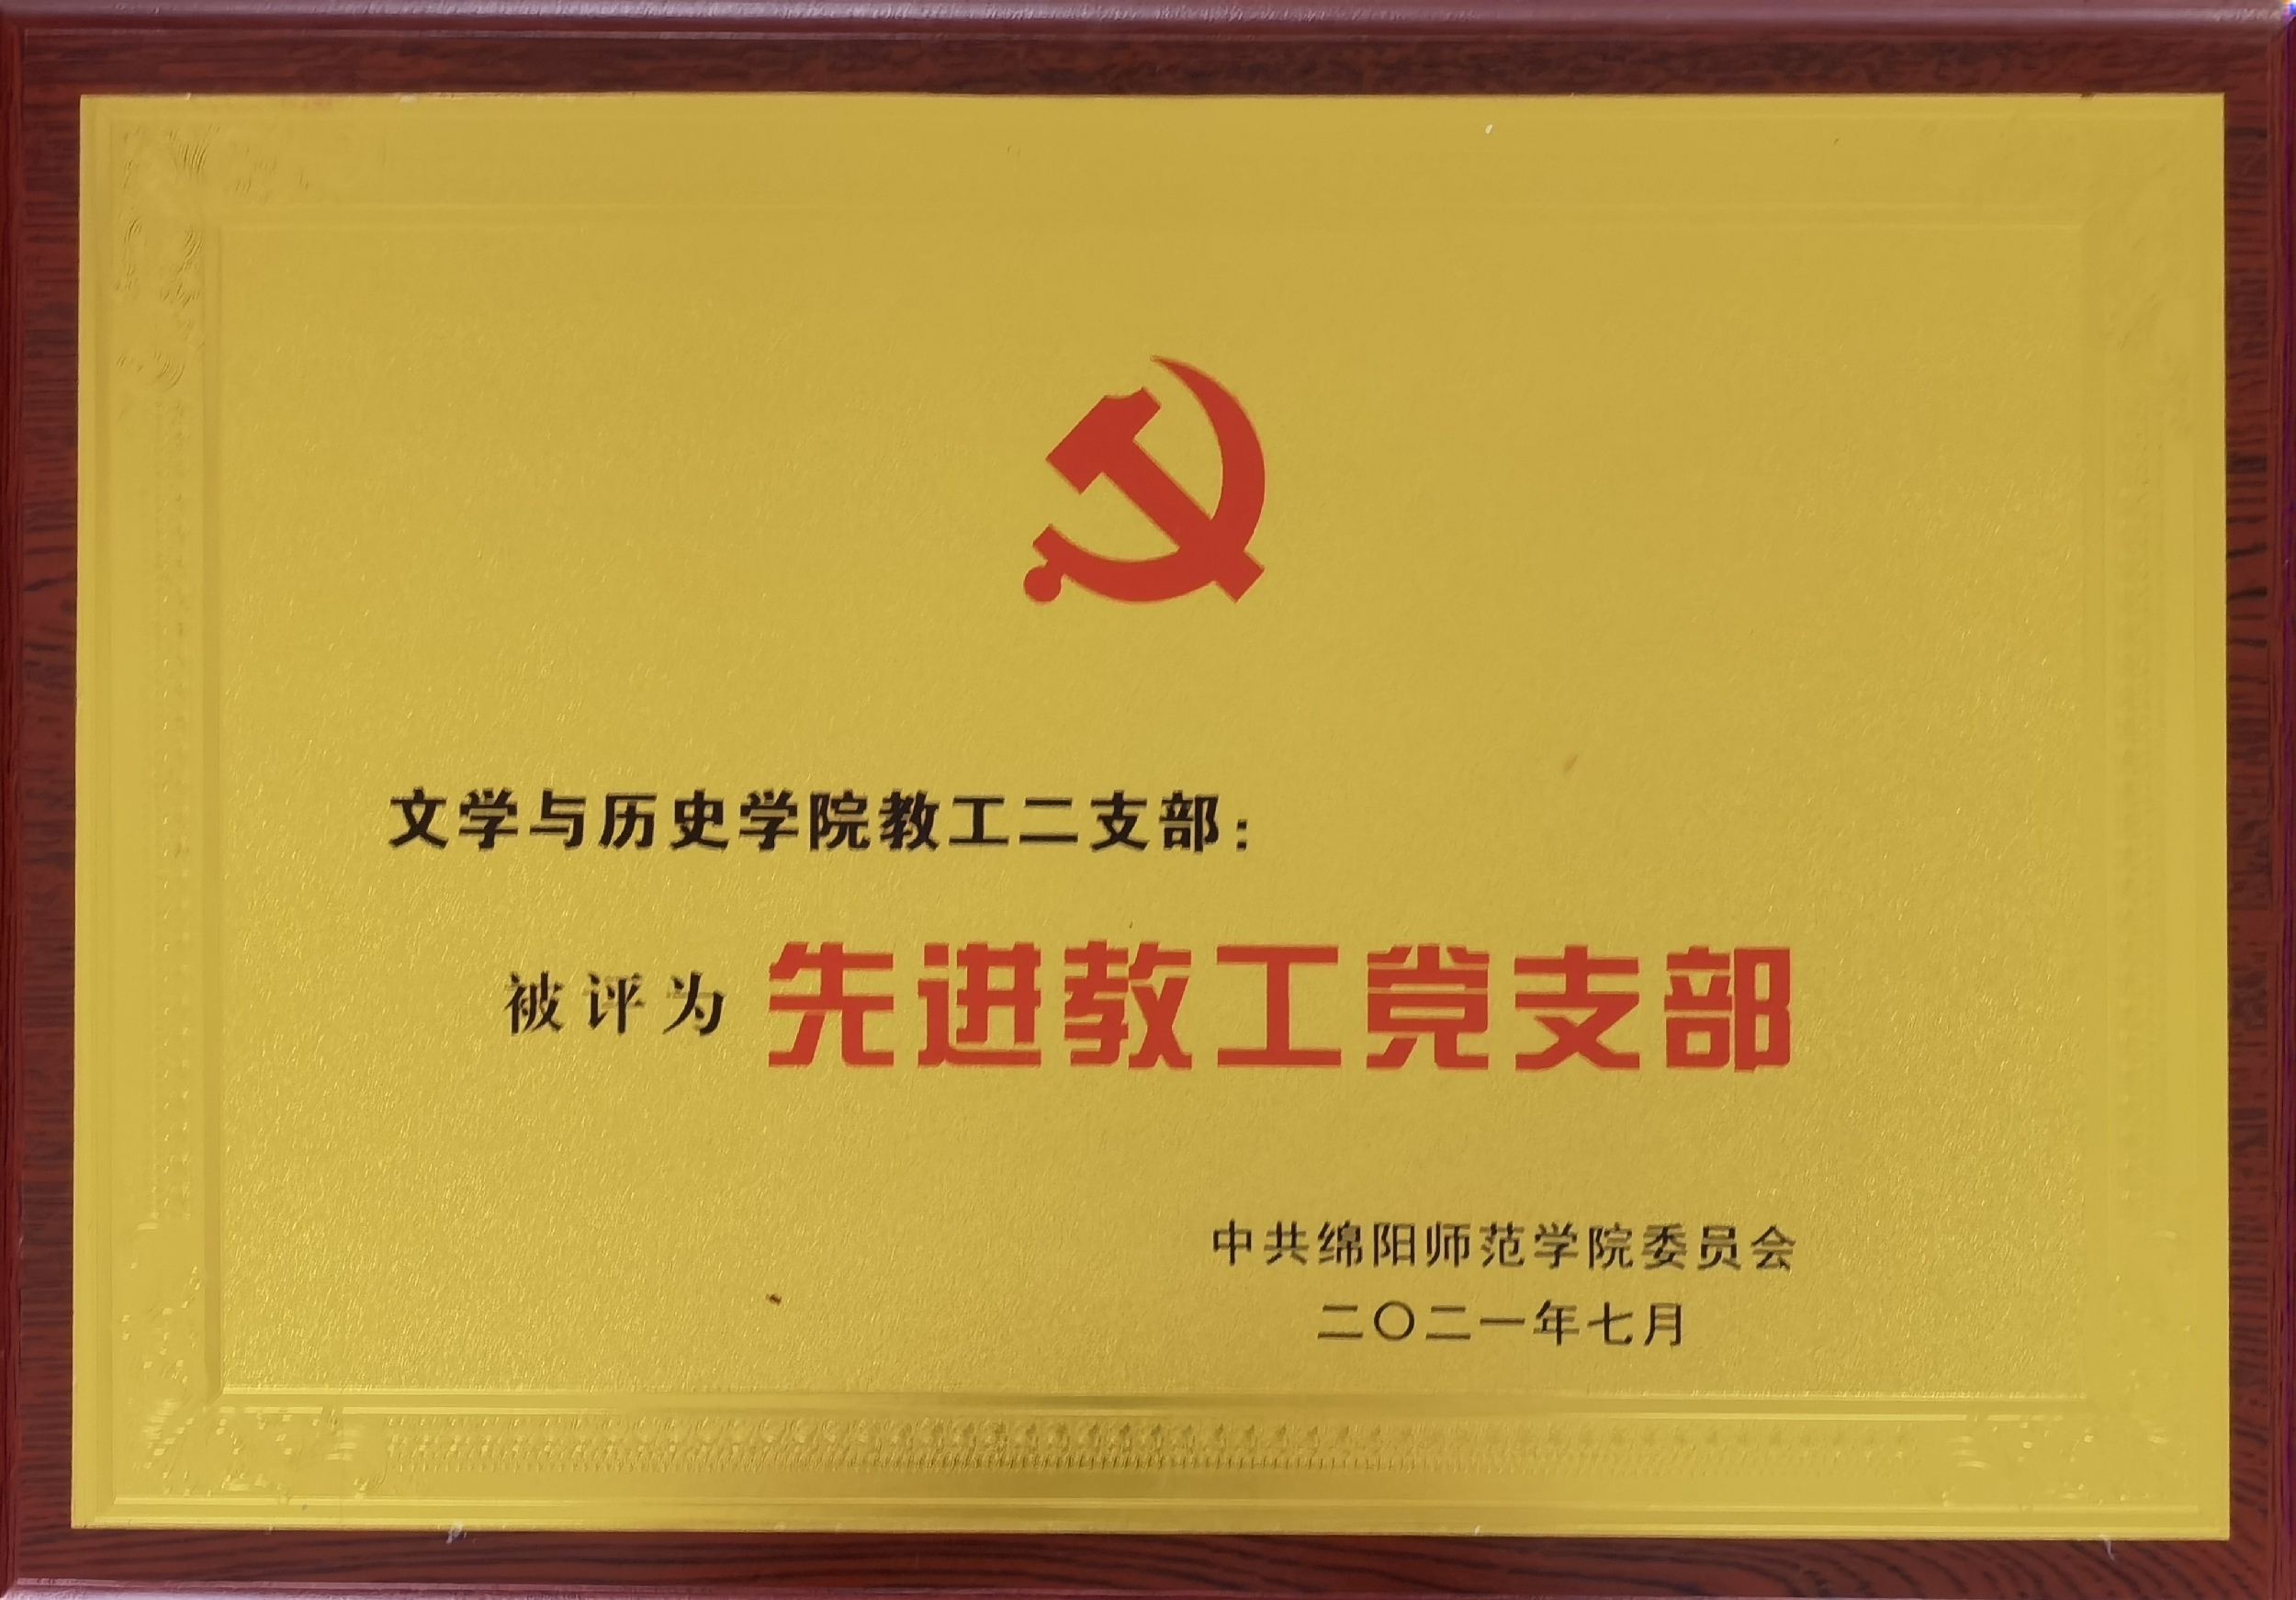 文学与历史学院教工二支部：
被评为 先进教工党支部
中共绵阳师范学院委员会
二〇二一年七月